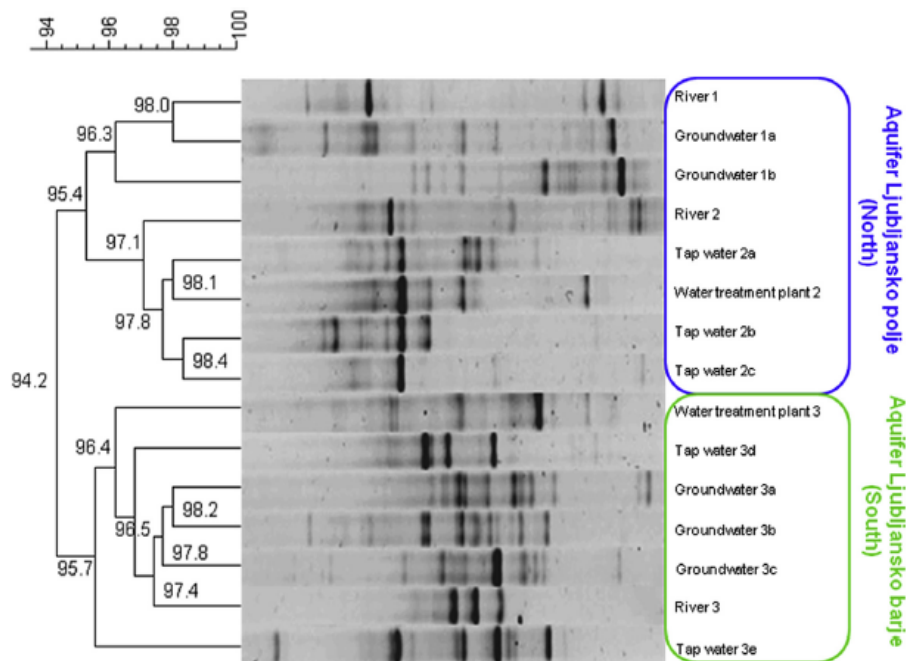 94 96 98 100
98.0
96.3
95.4
97.1
98.1
97.8
98.4
94.2
96.4
98.2
96.5
97.8
97.4
95.7
River 1
Groundwater 1a
Groundwater 1b
River 2
Tap water 2a
Water treatment plant 2
Tap water 2b
Tap water 2c
Water treatment plant 3
Tap water 3d
Groundwater 3a
Groundwater 3b
Groundwater 3c
River 3
Tap water 3e
Aquifer Ljubljansko polje
(North)
Aquifer Ljubljansko barje
(South)